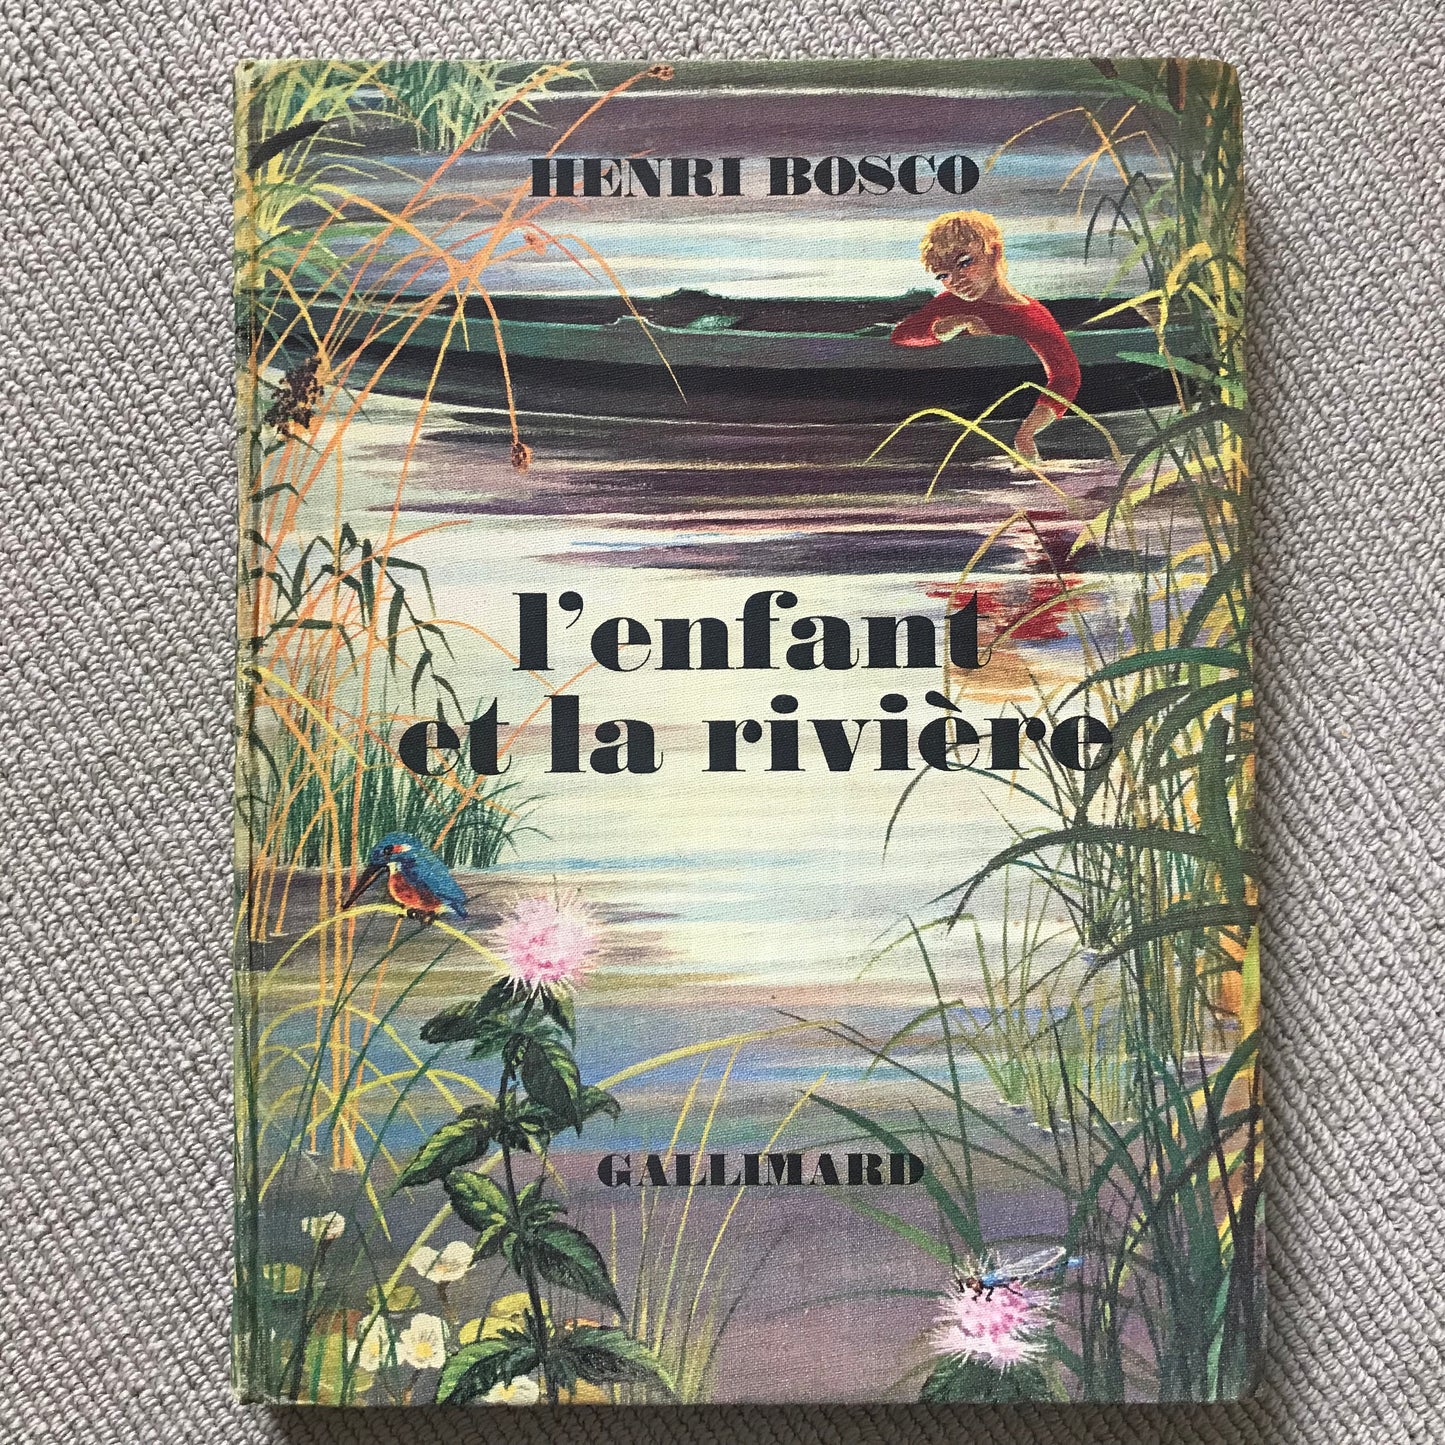 HENRI BOSCO
l'enfant
et la rivière
GALLIMARD